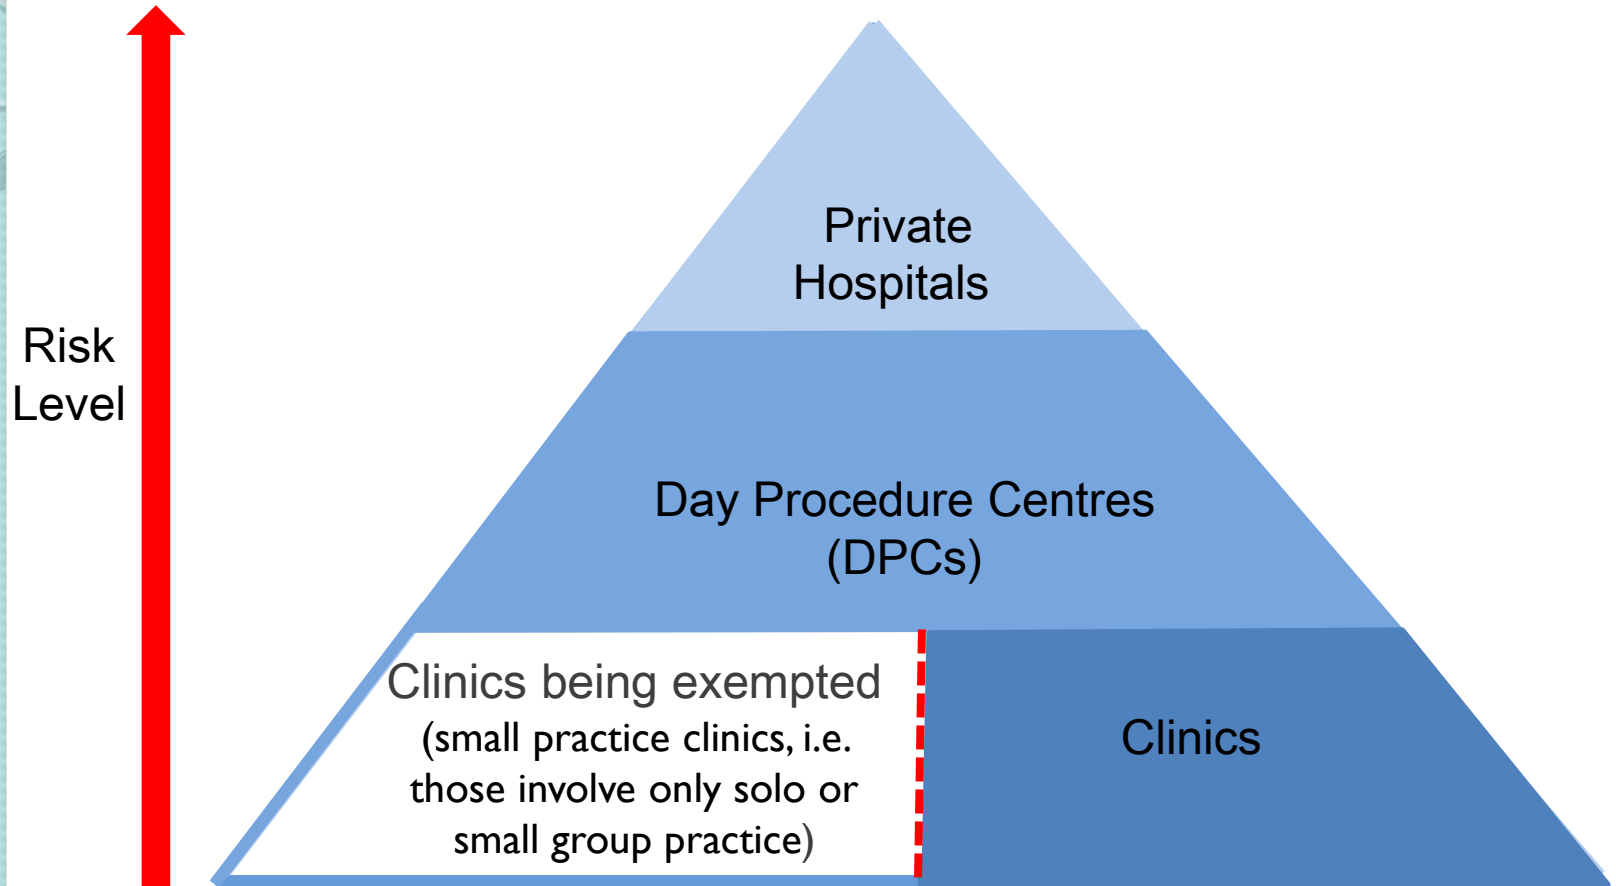 Private
Hospitals
Risk
Level
Day Procedure Centres
(DPCs)
Clinics being exempted
(small practice clinics, i.e.
those involve only solo or
small group practice)
Clinics